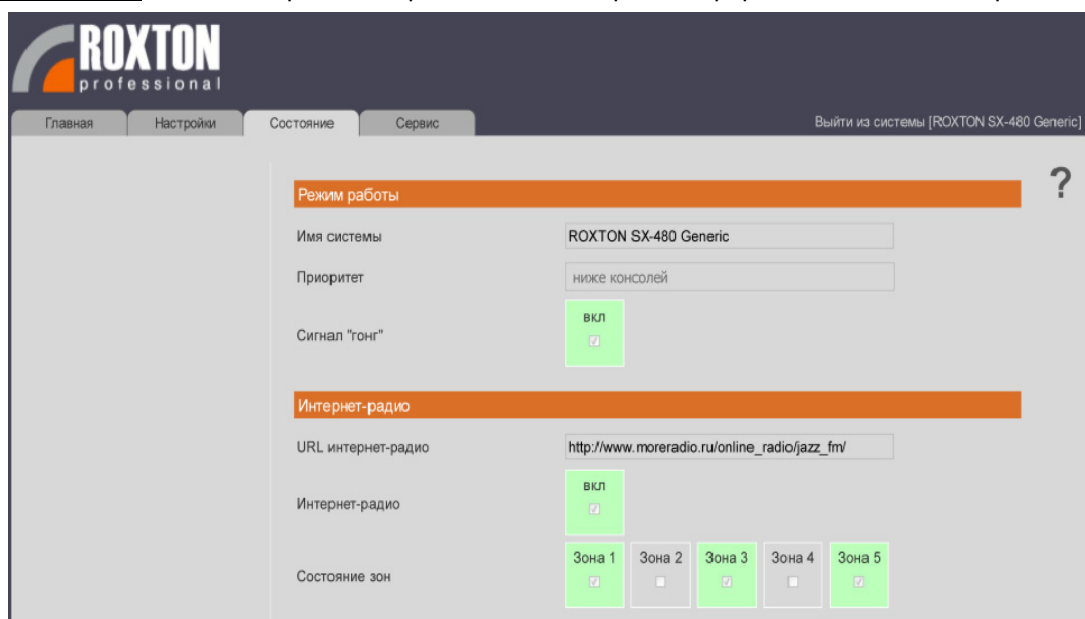 ROXTON
professional
Главная Настройки Состояние Сервис Выйти из системы [ROXTON SX-480 Generic]
?
Режим работы
Имя системы ROXTON SX-480 Generic
Приоритет ниже консолей
вкл
Сигнал "гонг"
Интернет-радио
URL интернет-радио http://www.moreradio.ru/online_radio/jazz_fm/
вкл
Интернет-радио
Зона 1 Зона 2 Зона 3 Зона 4 Зона 5
Состояние зон